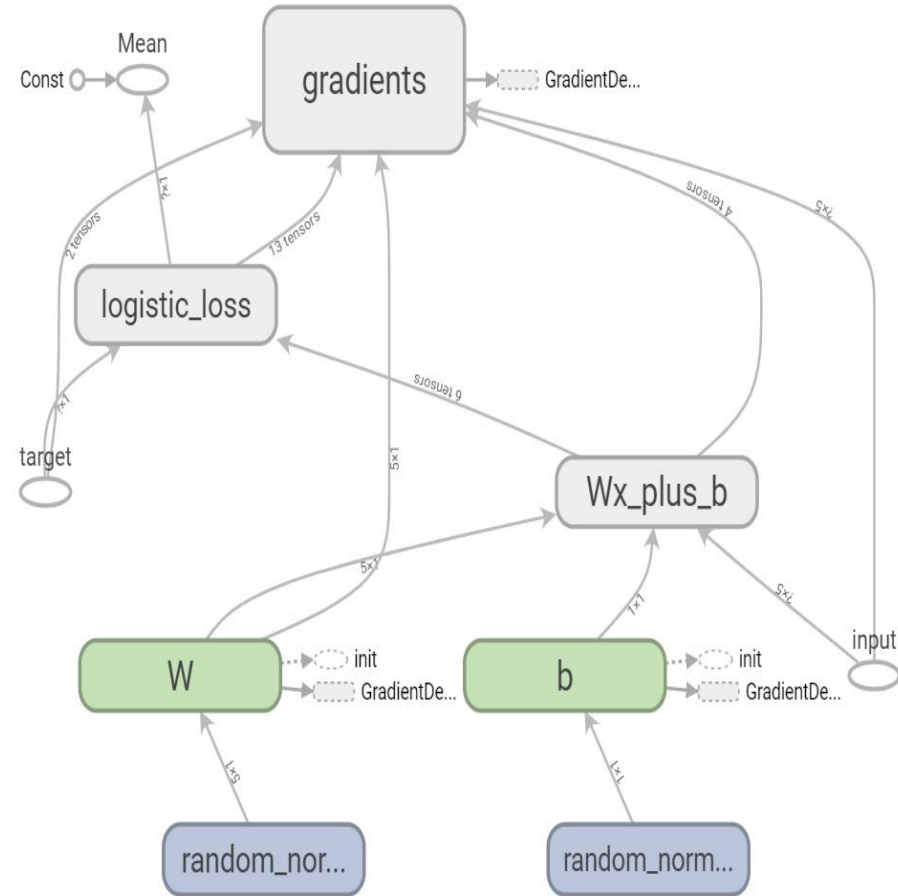 Mean
Const
gradients
GradientDe...
?×1
2 tensors
13 tensors
4 tensors
?×5
logistic_loss
?×1
6 tensors
5×1
target
Wx_plus_b
5×1
1×1
?×5
input
W
init
GradientDe...
b
init
GradientDe...
5×1
1×1
random_nor...
random_norm...